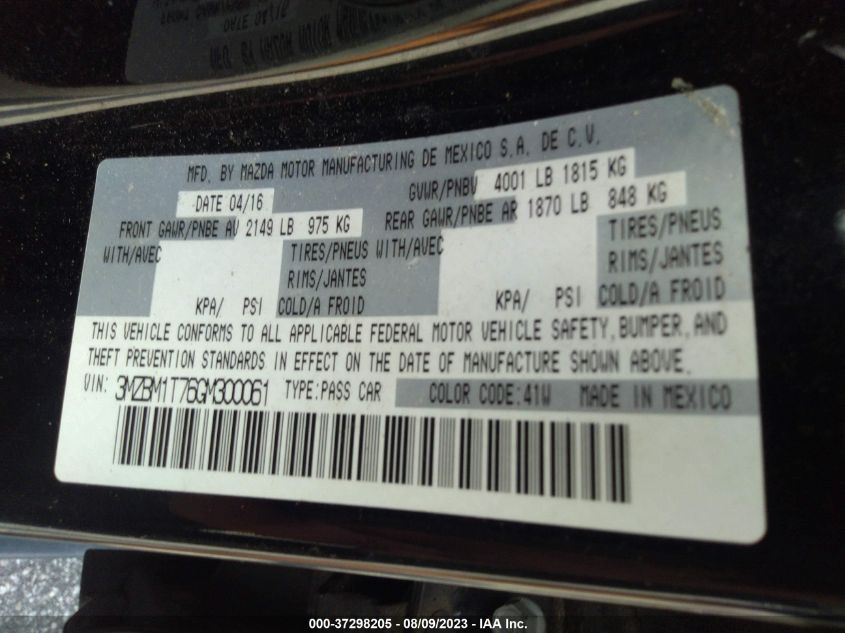 MFD. BY MAZDA MOTOR MANUFACTURING DE MEXICO S.A. DE C.V.
DATE 04/16 GVWR/PNBV 4001 LB 1815 KG
FRONT GAWR/PNBE AV 2149 LB 975 KG REAR GAWR/PNBE AR 1870 LB 848 KG
WITH/AVEC TIRES/PNEUS WITH/AVEC TIRES/PNEUS
RIMS/JANTES RIMS/JANTES
KPA/ PSI COLD/A FROID KPA/ PSI COLD/A FROID
THIS VEHICLE CONFORMS TO ALL APPLICABLE FEDERAL MOTOR VEHICLE SAFETY, BUMPER, AND
THEFT PREVENTION STANDARDS IN EFFECT ON THE DATE OF MANUFACTURE SHOWN ABOVE.
VIN: 3MZBM1T76GM300061 TYPE:PASS CAR COLOR CODE:41W MADE IN MEXICO
000-37298205 - 08/09/2023 - IAA Inc.